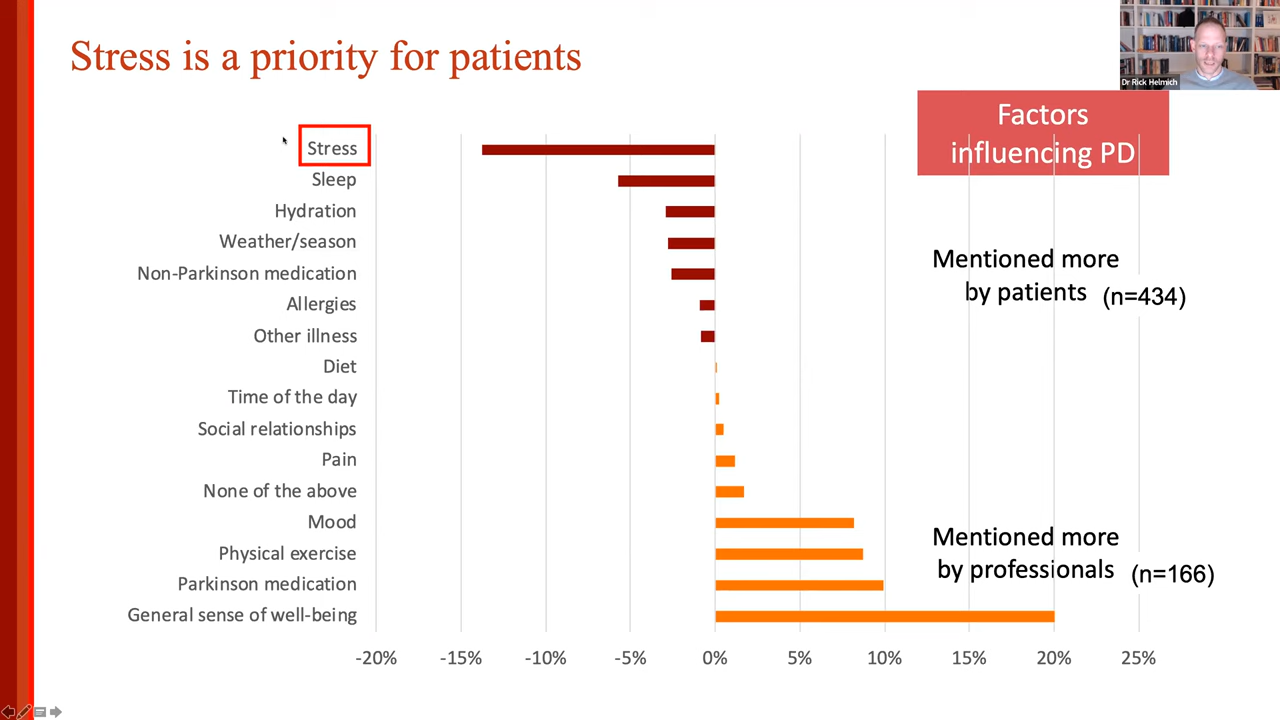 Stress is a priority for patients
Dr Rick Helmich
Factors
influencing PD
Stress
Sleep
Hydration
Weather/season
Non-Parkinson medication
Allergies
Other illness
Diet
Time of the day
Social relationships
Pain
None of the above
Mood
Physical exercise
Parkinson medication
General sense of well-being
Mentioned more
by patients (n=434)
Mentioned more
by professionals (n=166)
-20% -15% -10% -5% 0% 5% 10% 15% 20% 25%